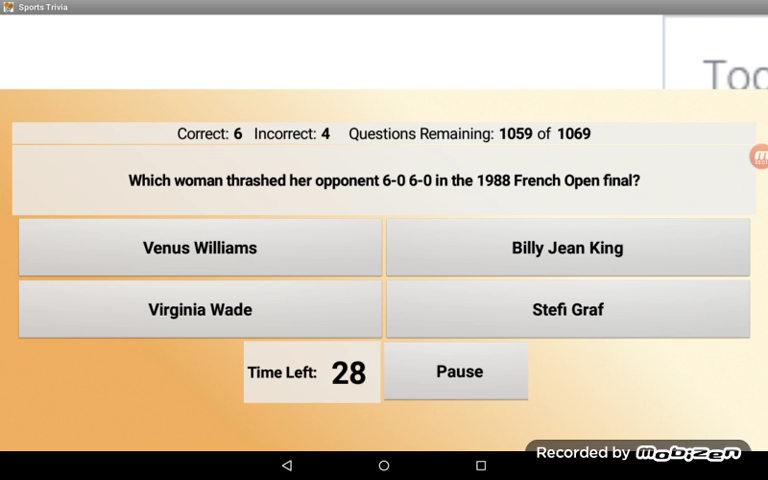 Sports Trivia
Correct: 6 Incorrect: 4 Questions Remaining: 1059 of 1069
Which woman thrashed her opponent 6-0 6-0 in the 1988 French Open final?
Venus Williams
Billy Jean King
Virginia Wade
Stefi Graf
Time Left: 28
Pause
Recorded by mobizen